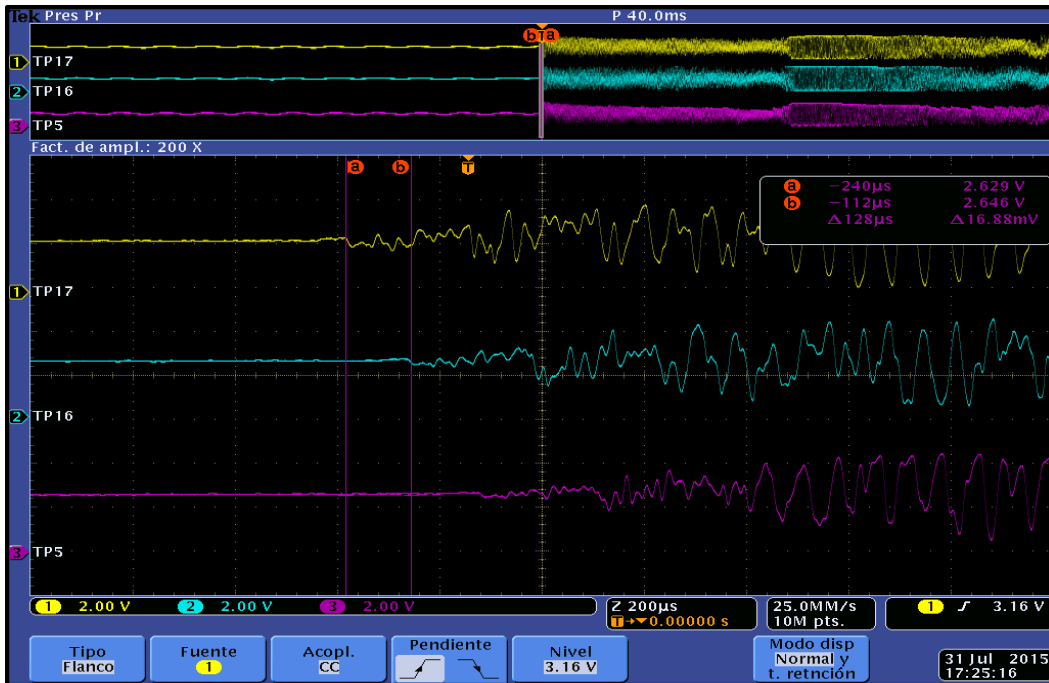 Tek Pres Pr P 40.0ms
b T a
1 TP17
2 TP16
3 TP5
Fact. de ampl.: 200 X
a b T
a −240µs 2.629 V
b −112µs 2.646 V
Δ128µs Δ16.88mV
1 TP17
2 TP16
3 TP5
1 2.00 V 2 2.00 V 3 2.00 V
Z 200µs
T→▼0.00000 s
25.0MM/s
10M pts.
1 3.16 V
Tipo
Flanco
Fuente
1
Acopl.
CC
Pendiente
Nivel
3.16 V
Modo disp
Normal y
t. retnción
31 Jul 2015
17:25:16